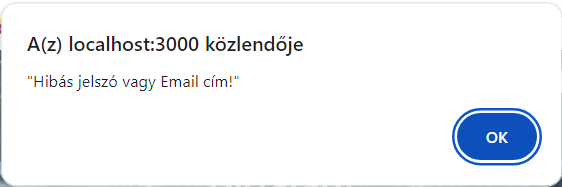 A(z) localhost:3000 közlendője
"Hibás jelszó vagy Email cím!"
OK